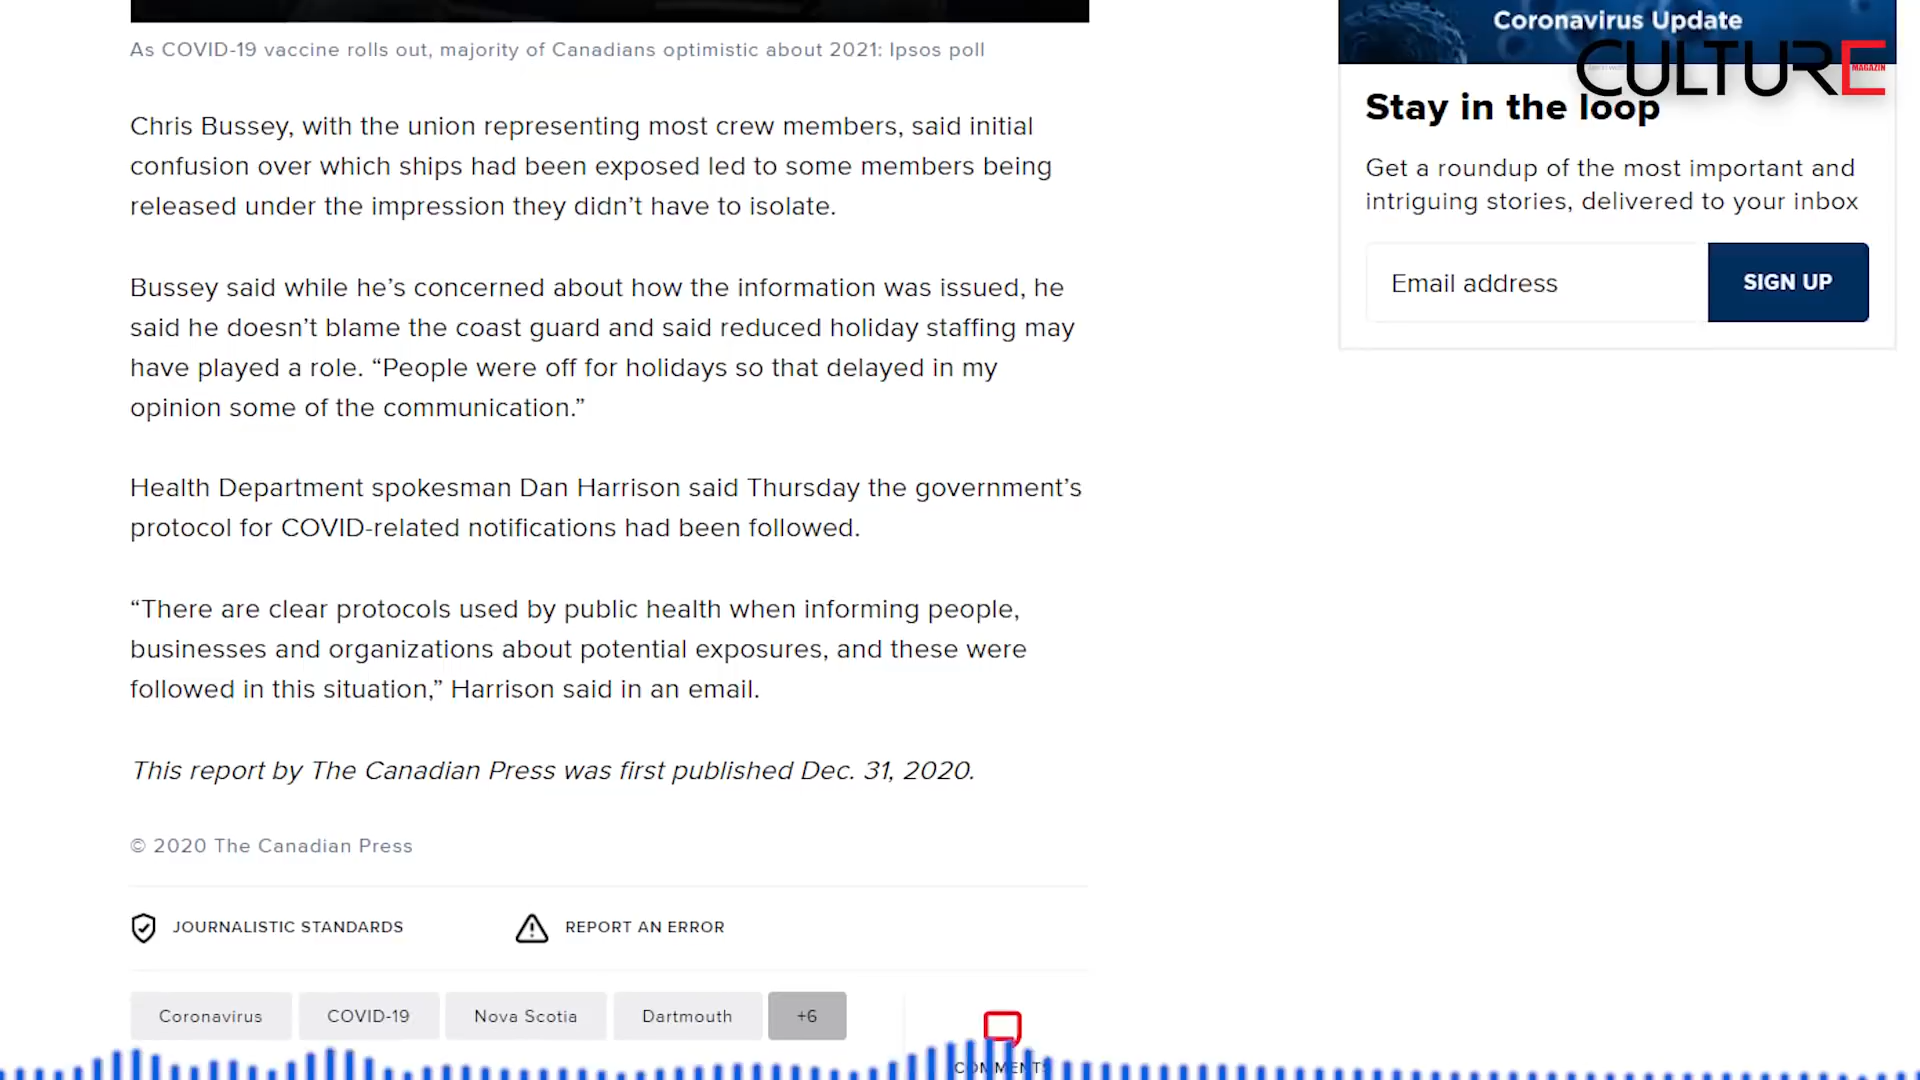 As COVID-19 vaccine rolls out, majority of Canadians optimistic about 2021: Ipsos poll
Chris Bussey, with the union representing most crew members, said initial
confusion over which ships had been exposed led to some members being
released under the impression they didn’t have to isolate.
Bussey said while he’s concerned about how the information was issued, he
said he doesn’t blame the coast guard and said reduced holiday staffing may
have played a role. “People were off for holidays so that delayed in my
opinion some of the communication.”
Health Department spokesman Dan Harrison said Thursday the government’s
protocol for COVID-related notifications had been followed.
“There are clear protocols used by public health when informing people,
businesses and organizations about potential exposures, and these were
followed in this situation,” Harrison said in an email.
This report by The Canadian Press was first published Dec. 31, 2020.
© 2020 The Canadian Press
JOURNALISTIC STANDARDS
REPORT AN ERROR
Coronavirus
COVID-19
Nova Scotia
Dartmouth
+6
COMMENTS
Coronavirus Update
CULTURE
MAGAZIN
Stay in the loop
Get a roundup of the most important and
intriguing stories, delivered to your inbox
Email address
SIGN UP